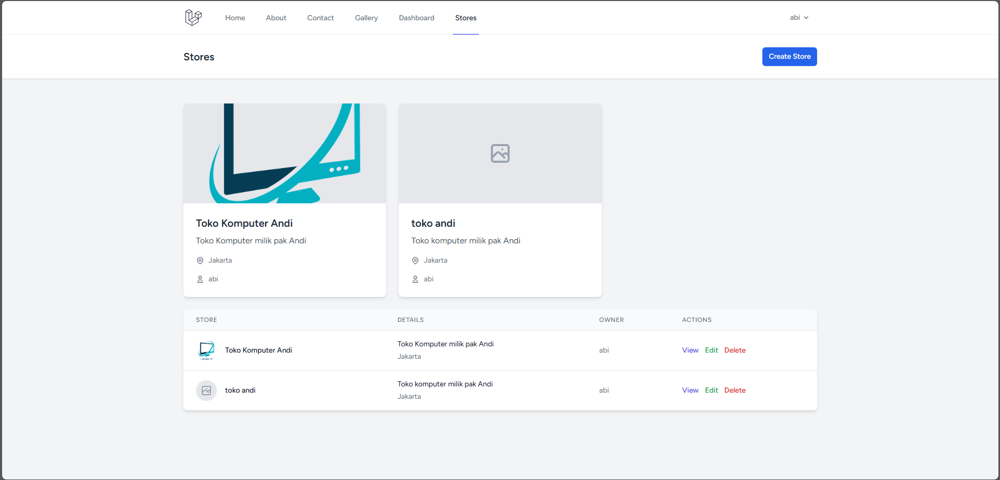 Home About Contact Gallery Dashboard Stores abi
Stores Create Store
Toko Komputer Andi
Toko Komputer milik pak Andi
Jakarta
abi
toko andi
Toko komputer milik pak Andi
Jakarta
abi
STORE DETAILS OWNER ACTIONS
Toko Komputer Andi
Toko Komputer milik pak Andi
Jakarta
abi
View Edit Delete
toko andi
Toko komputer milik pak Andi
Jakarta
abi
View Edit Delete